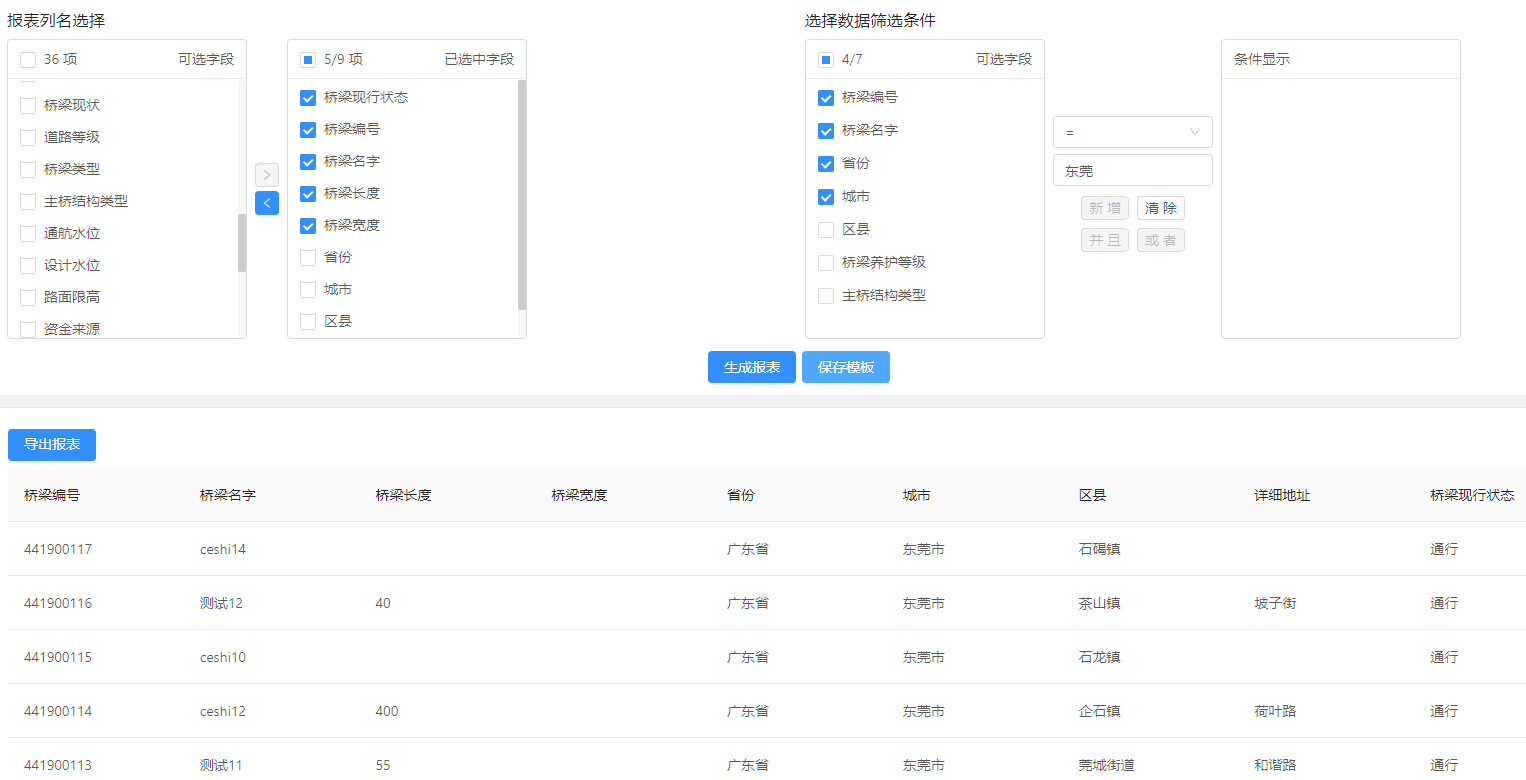 报表列名选择
选择数据筛选条件
36 项 可选字段
5/9 项 已选中字段
4/7 可选字段
条件显示
桥梁现状
道路等级
桥梁类型
主桥结构类型
通航水位
设计水位
路面限高
资金来源
桥梁现行状态
桥梁编号
桥梁名字
桥梁长度
桥梁宽度
省份
城市
区县
桥梁编号
桥梁名字
省份
城市
区县
桥梁养护等级
主桥结构类型
=
东莞
新 增 清 除
并 且 或 者
生成报表 保存模板
导出报表
桥梁编号 桥梁名字 桥梁长度 桥梁宽度 省份 城市 区县 详细地址 桥梁现行状态
441900117 ceshi14 广东省 东莞市 石碣镇 通行
441900116 测试12 40 广东省 东莞市 茶山镇 坡子街 通行
441900115 ceshi10 广东省 东莞市 石龙镇 通行
441900114 ceshi12 400 广东省 东莞市 企石镇 荷叶路 通行
441900113 测试11 55 广东省 东莞市 莞城街道 和谐路 通行